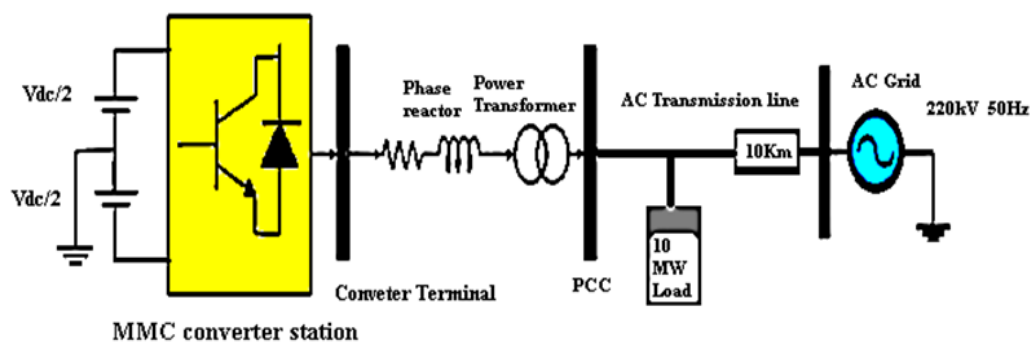 Vdc/2
Vdc/2
MMC converter station
Conveter Terminal
Phase
reactor
Power
Transformer
PCC
AC Transmission line
10Km
10
MW
Load
AC Grid
220kV 50Hz